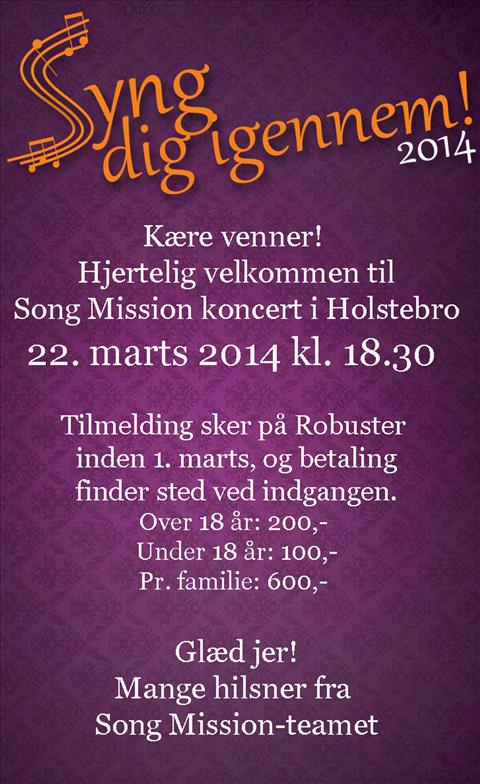 Syng
dig igennem!
2014
Kære venner!
Hjertelig velkommen til
Song Mission koncert i Holstebro
22. marts 2014 kl. 18.30
Tilmelding sker på Robuster
inden 1. marts, og betaling
finder sted ved indgangen.
Over 18 år: 200,-
Under 18 år: 100,-
Pr. familie: 600,-
Glæd jer!
Mange hilsner fra
Song Mission-teamet